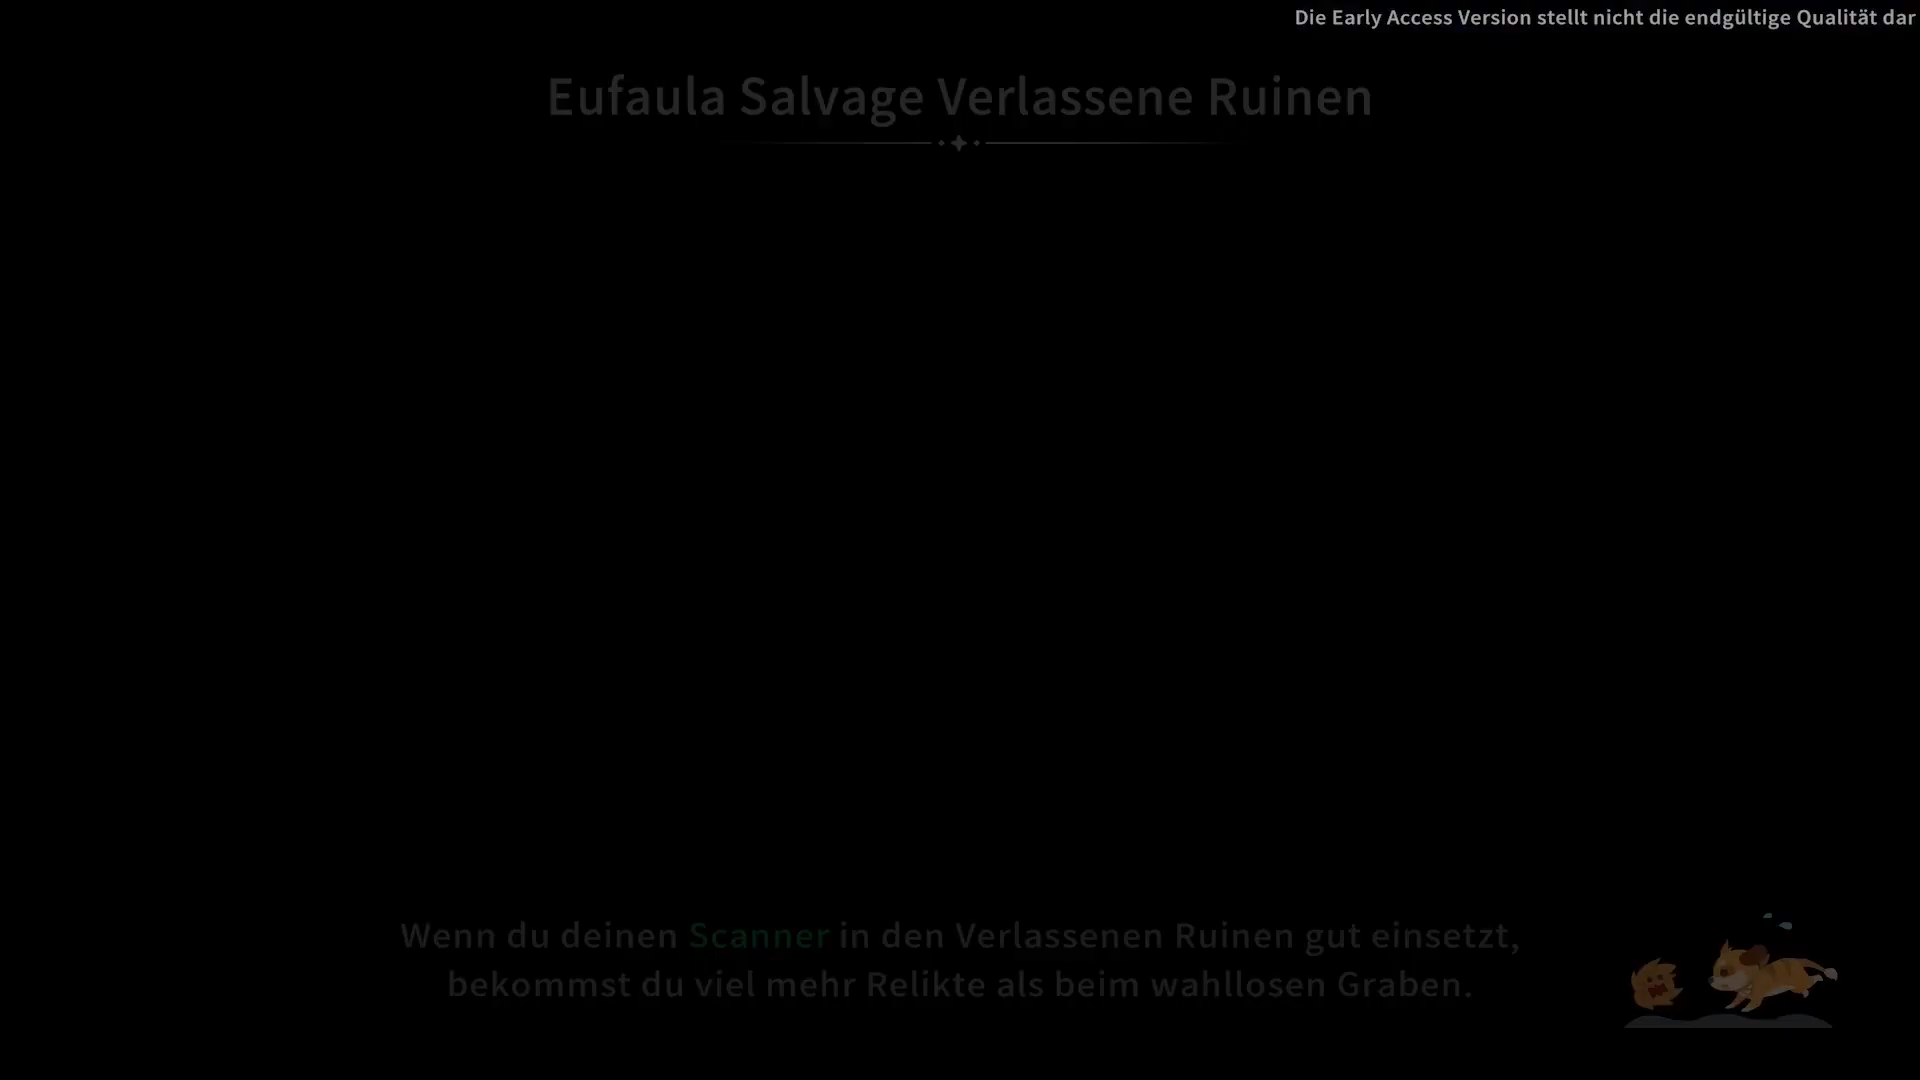 Die Early Access Version stellt nicht die endgültige Qualität dar
Eufaula Salvage Verlassene Ruinen
Wenn du deinen Scanner in den Verlassenen Ruinen gut einsetzt,
bekommst du viel mehr Relikte als beim wahllosen Graben.